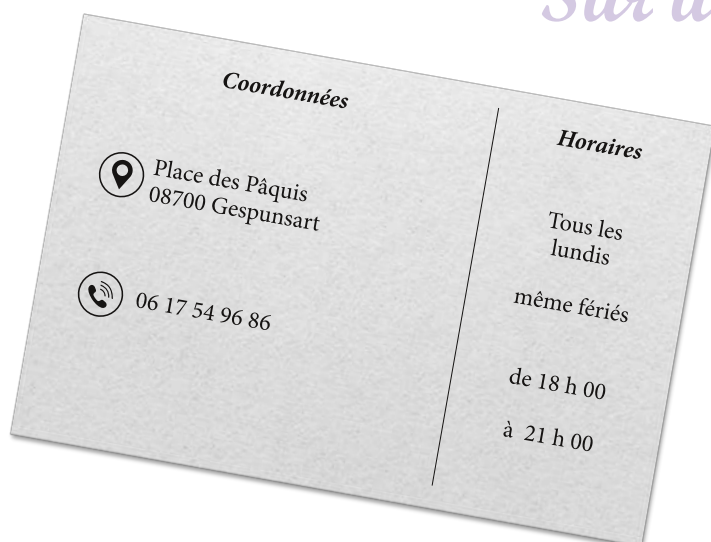 Coordonnées
Place des Pâquis
08700 Gespunsart
06 17 54 96 86
Horaires
Tous les
lundis
même fériés
de 18 h 00
à 21 h 00